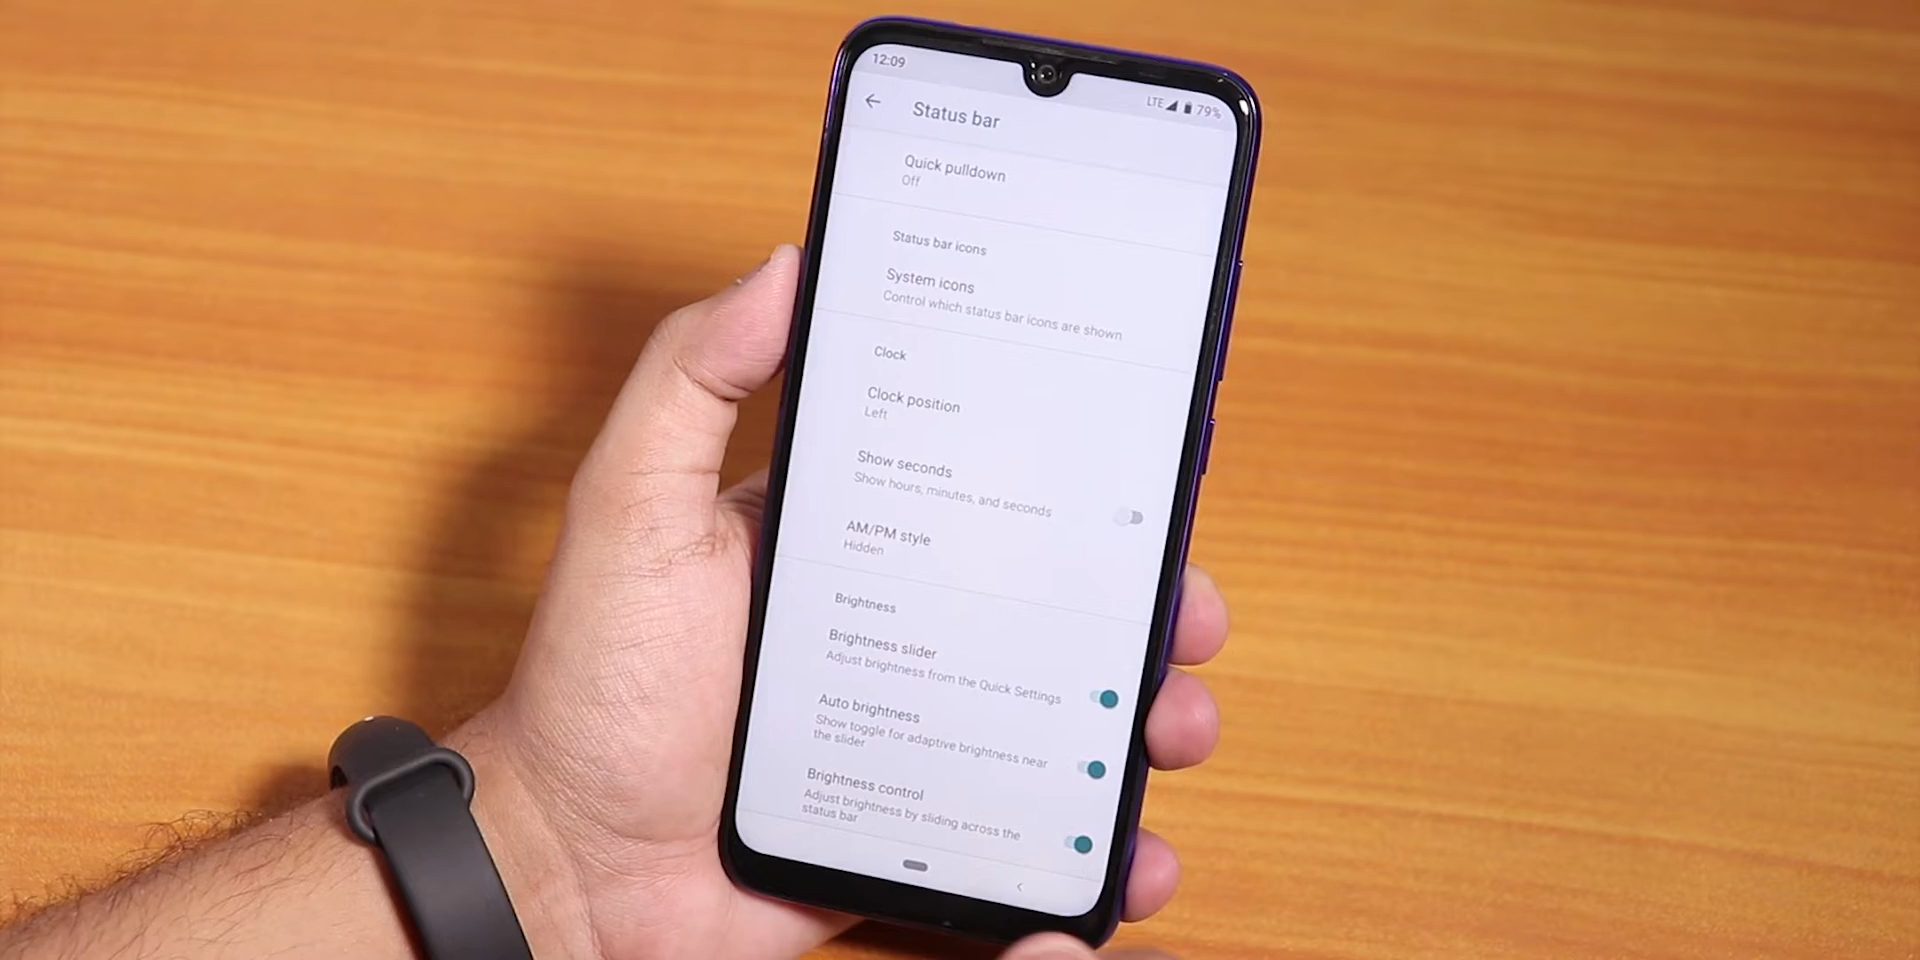 12:09
LTE 79%
Status bar
Quick pulldown
Off
Status bar icons
System icons
Control which status bar icons are shown
Clock
Clock position
Left
Show seconds
Show hours, minutes, and seconds
AM/PM style
Hidden
Brightness
Brightness slider
Adjust brightness from the Quick Settings
Auto brightness
Show toggle for adaptive brightness near
the slider
Brightness control
Adjust brightness by sliding across the
status bar